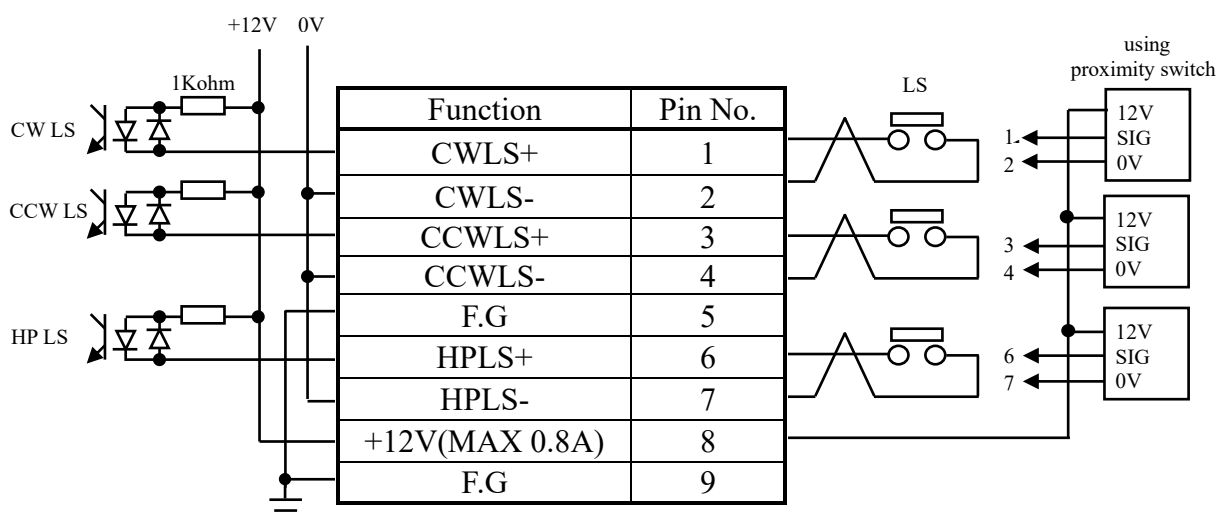 +12V 0V
1Kohm
CW LS
CCW LS
HP LS
Function Pin No.
CWLS+ 1
CWLS- 2
CCWLS+ 3
CCWLS- 4
F.G 5
HPLS+ 6
HPLS- 7
+12V(MAX 0.8A) 8
F.G 9
LS
using
proximity switch
12V
1 SIG
2 0V
12V
3 SIG
4 0V
12V
6 SIG
7 0V